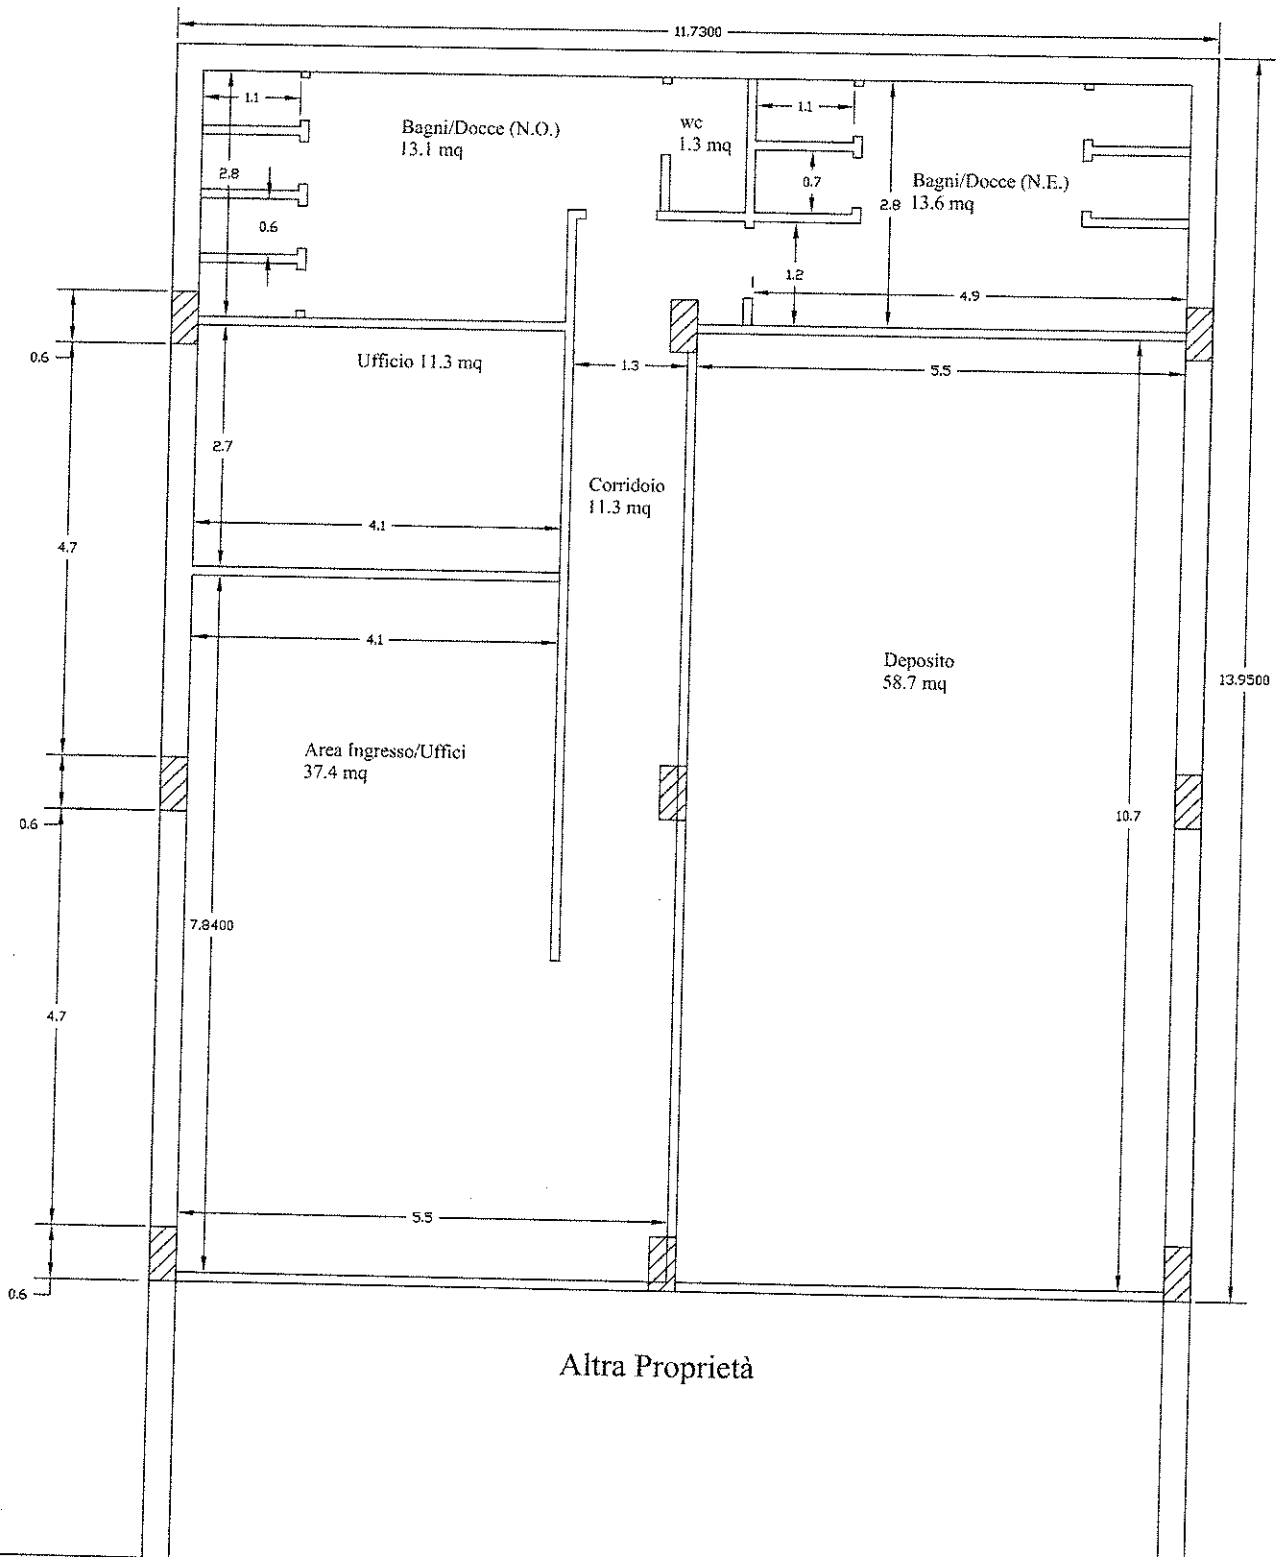 11.7300
1.1
Bagni/Docce (N.O.)
13.1 mq
wc
1.3 mq
1.1
2.8
0.7
Bagni/Docce (N.E.)
13.6 mq
2.8
0.6
1.2
4.9
0.6
Ufficio 11.3 mq
1.3
5.5
2.7
Corridoio
11.3 mq
4.1
4.7
4.1
Deposito
58.7 mq
13.9500
Area Ingresso/Uffici
37.4 mq
0.6
10.7
7.8400
4.7
5.5
0.6
Altra Proprietà